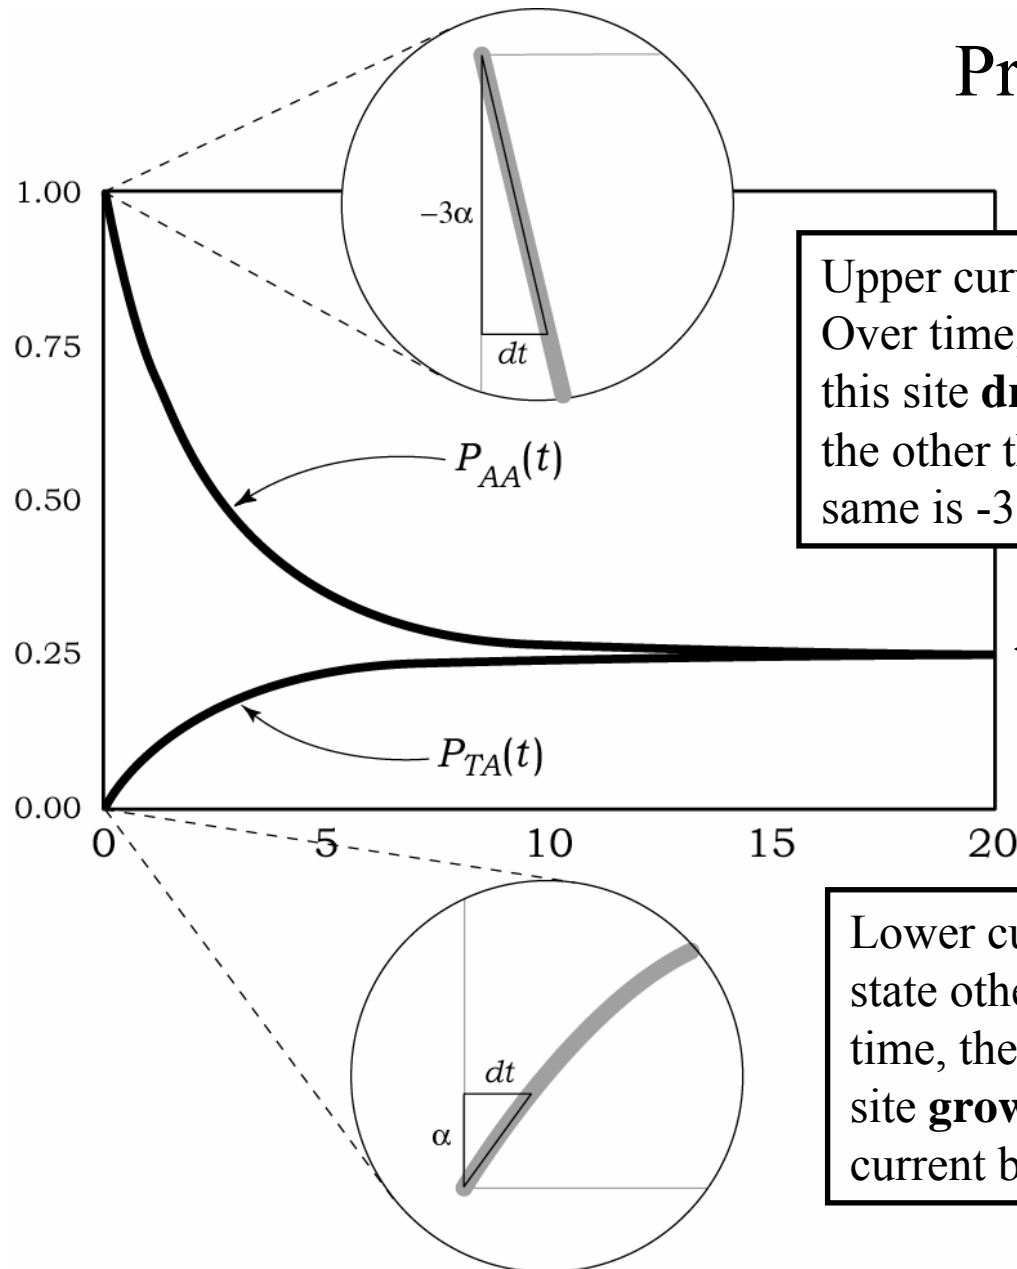 Pr
1.00
−3α
dt
Upper cur
Over time,
this site dr
the other th
same is -3
0.75
P_AA(t)
0.50
0.25
P_TA(t)
0.00
0 5 10 15 20
dt
α
Lower cu
state othe
time, the
site grow
current b